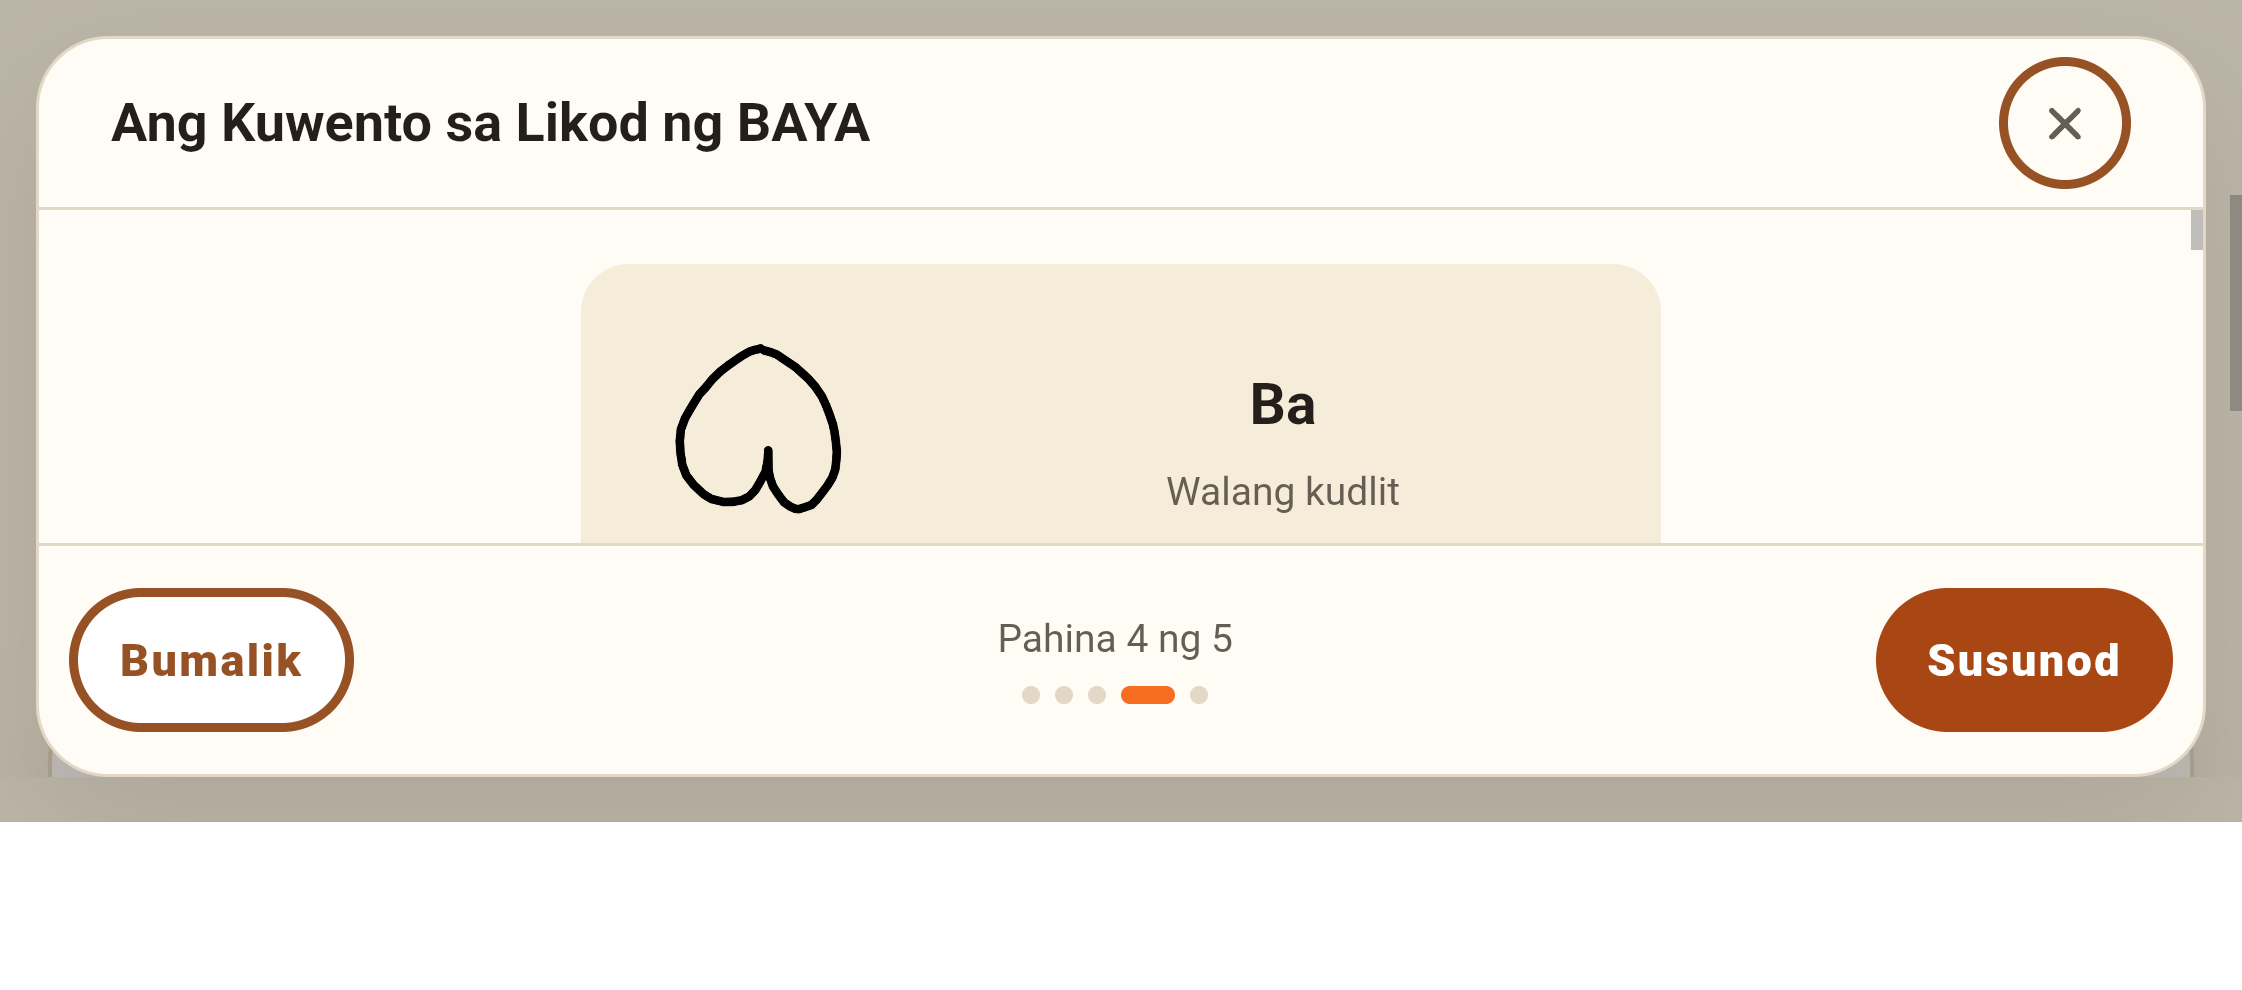 Ang Kuwento sa Likod ng BAYA
ᜊ
Ba
Walang kudlit
Bumalik
Pahina 4 ng 5
Susunod